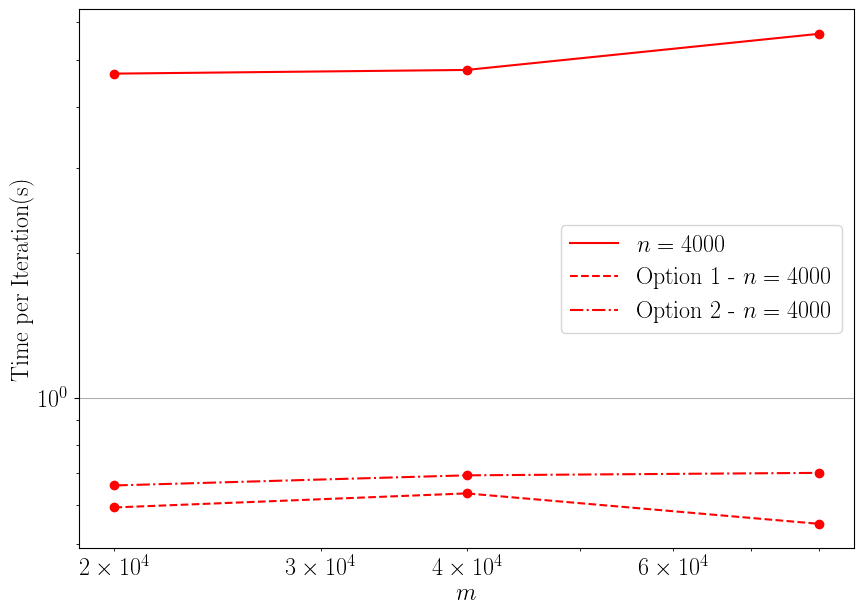 Time per Iteration(s)
10^0
n = 4000
Option 1 - n = 4000
Option 2 - n = 4000
2 × 10^4
3 × 10^4
4 × 10^4
6 × 10^4
m